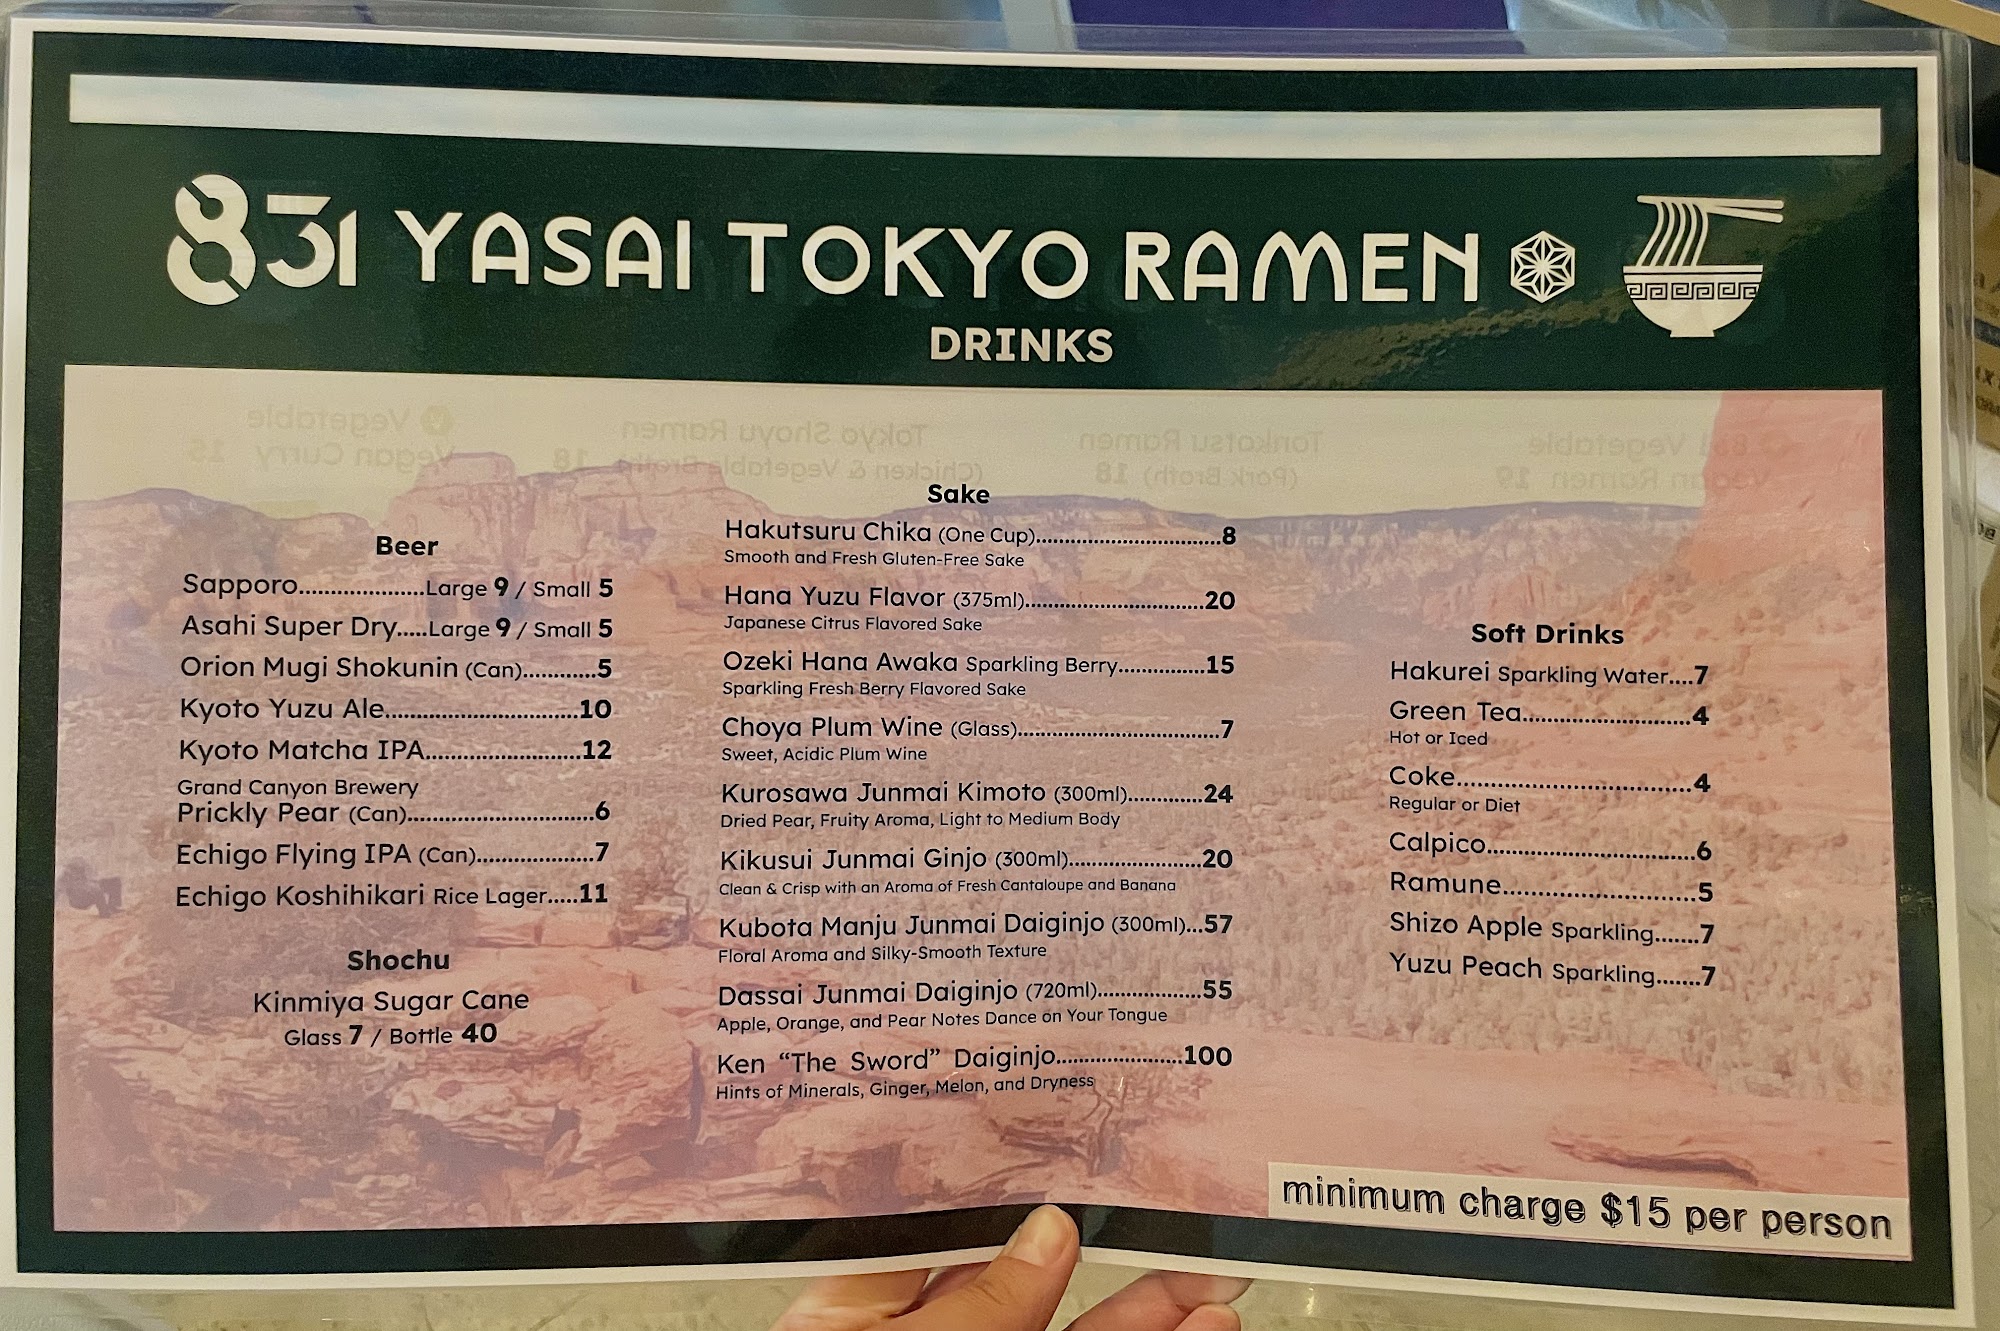 831 YASAI TOKYO RAMEN
DRINKS
Beer
Sapporo.....................Large 9 / Small 5
Asahi Super Dry.....Large 9 / Small 5
Orion Mugi Shokunin (Can)............5
Kyoto Yuzu Ale................................10
Kyoto Matcha IPA..........................12
Grand Canyon Brewery
Prickly Pear (Can)...............................6
Echigo Flying IPA (Can)....................7
Echigo Koshihikari Rice Lager.....11
Shochu
Kinmiya Sugar Cane
Glass 7 / Bottle 40
Sake
Hakutsuru Chika (One Cup)...............................8
Smooth and Fresh Gluten-Free Sake
Hana Yuzu Flavor (375ml)..............................20
Japanese Citrus Flavored Sake
Ozeki Hana Awaka Sparkling Berry...............15
Sparkling Fresh Berry Flavored Sake
Choya Plum Wine (Glass)..................................7
Sweet, Acidic Plum Wine
Kurosawa Junmai Kimoto (300ml).............24
Dried Pear, Fruity Aroma, Light to Medium Body
Kikusui Junmai Ginjo (300ml)......................20
Clean & Crisp with an Aroma of Fresh Cantaloupe and Banana
Kubota Manju Junmai Daiginjo (300ml)...57
Floral Aroma and Silky-Smooth Texture
Dassai Junmai Daiginjo (720ml).................55
Apple, Orange, and Pear Notes Dance on Your Tongue
Ken “The Sword” Daiginjo.....................100
Hints of Minerals, Ginger, Melon, and Dryness
Soft Drinks
Hakurei Sparkling Water....7
Green Tea............................4
Hot or Iced
Coke.......................................4
Regular or Diet
Calpico...................................6
Ramune................................5
Shizo Apple Sparkling.......7
Yuzu Peach Sparkling.......7
minimum charge $15 per person